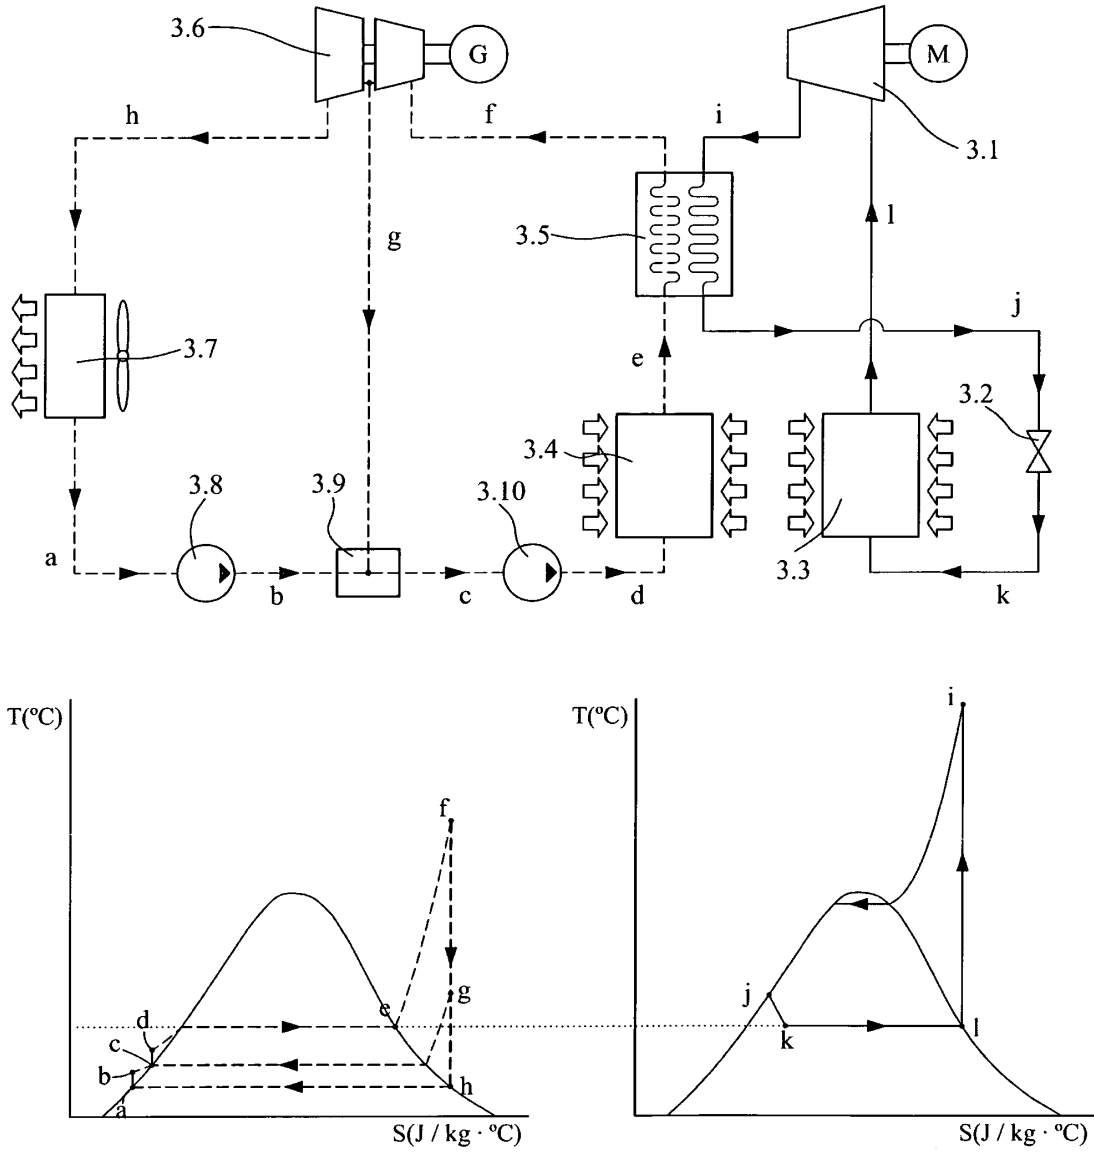 3.6
G
M
h
f
i
3.1
g
3.5
l
j
3.7
e
3.2
3.4
3.8
3.9
3.10
3.3
a
b
c
d
k
T(ºC)
T(ºC)
i
f
g
e
j
d
c
k
l
b
h
a
S(J / kg · ºC)
S(J / kg · ºC)